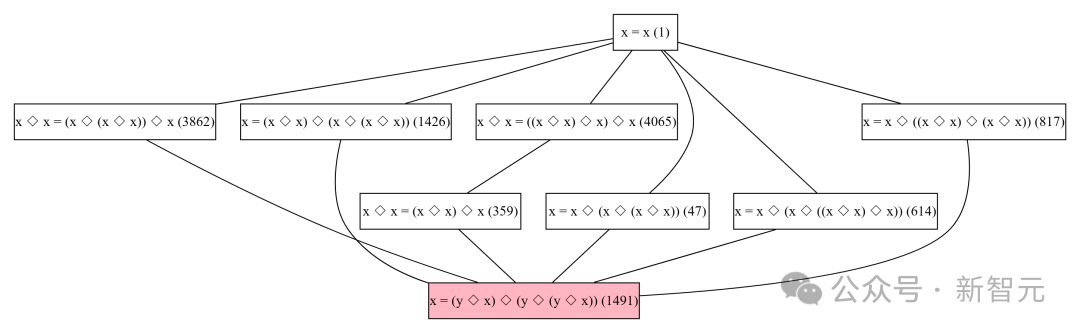 x = x (1)
x ◇ x = (x ◇ (x ◇ x)) ◇ x (3862)
x = (x ◇ x) ◇ (x ◇ (x ◇ x)) (1426)
x ◇ x = ((x ◇ x) ◇ x) ◇ x (4065)
x = x ◇ ((x ◇ x) ◇ (x ◇ x)) (817)
x ◇ x = (x ◇ x) ◇ x (359)
x = x ◇ (x ◇ (x ◇ x)) (47)
x = x ◇ (x ◇ ((x ◇ x) ◇ x)) (614)
x = (y ◇ x) ◇ (y ◇ (y ◇ x)) (1491)
公众号 · 新智元